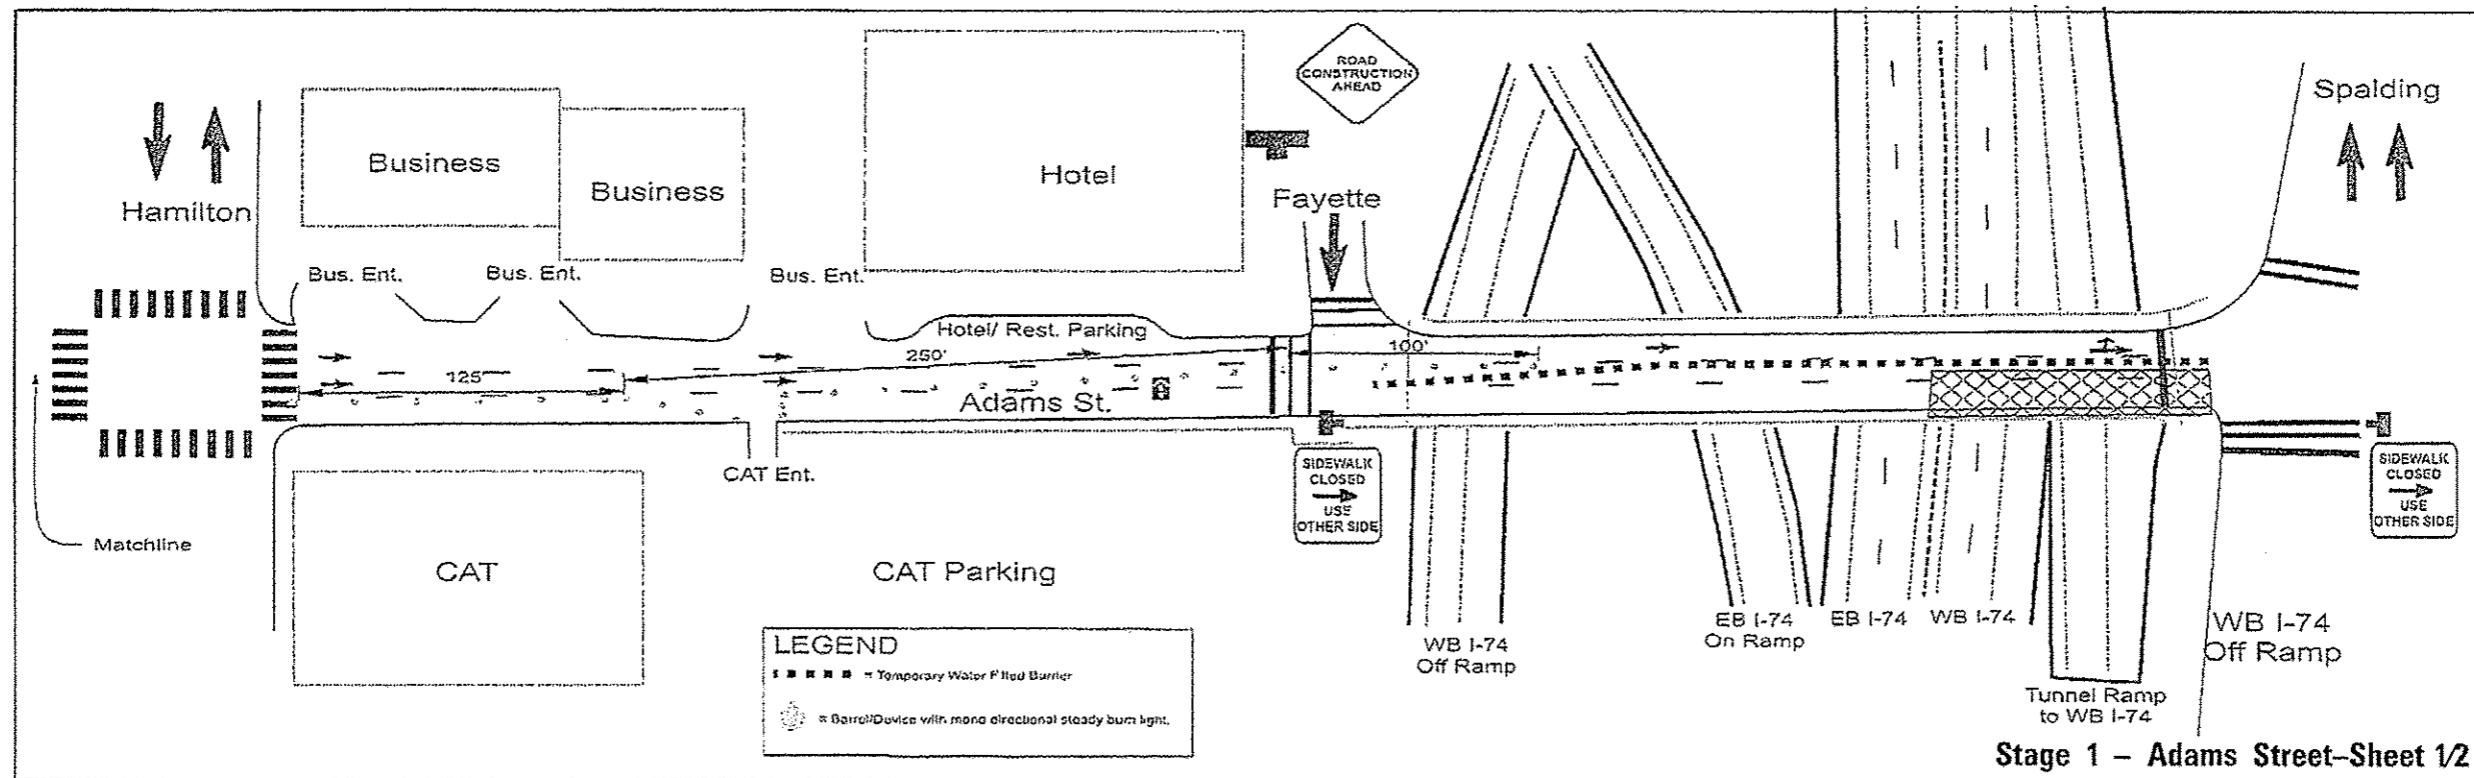 ROAD
CONSTRUCTION
AHEAD
Spalding
Hamilton
Business
Business
Hotel
Fayette
Bus. Ent.
Bus. Ent.
Bus. Ent.
Hotel/ Rest. Parking
100'
250'
125'
Adams St.
CAT Ent.
SIDEWALK
CLOSED
USE
OTHER SIDE
SIDEWALK
CLOSED
USE
OTHER SIDE
Matchline
CAT
CAT Parking
LEGEND
= Temporary Water Filled Barrier
= Barrel/Device with mono directional steady burn light.
WB I-74
Off Ramp
EB I-74
On Ramp
EB I-74
WB I-74
Tunnel Ramp
to WB I-74
WB I-74
Off Ramp
Stage 1 – Adams Street–Sheet 1/2